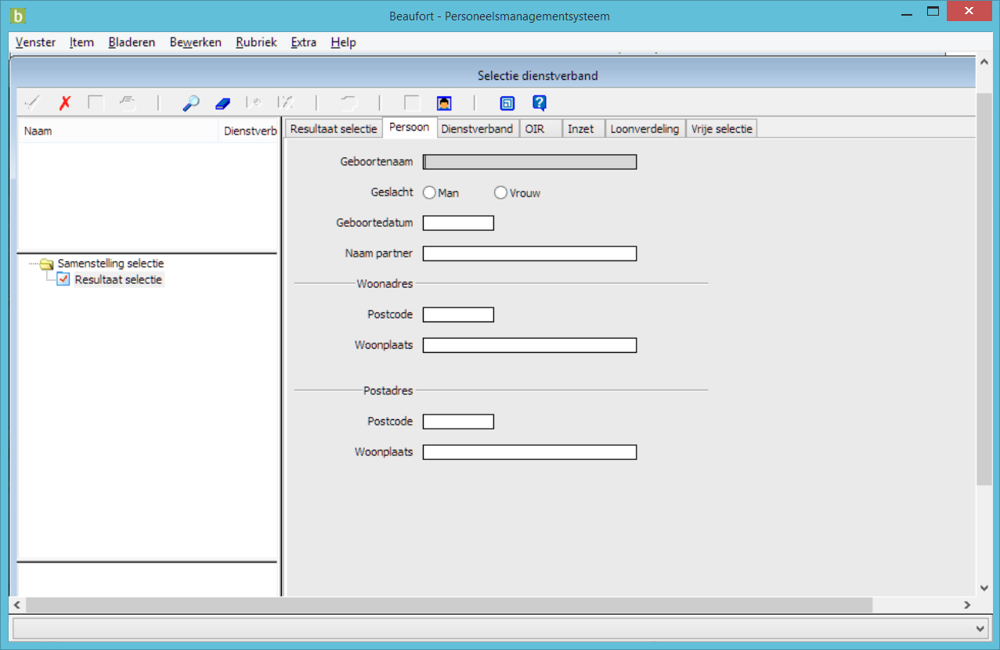 b
Beaufort - Personeelsmanagementsysteem
Venster Item Bladeren Bewerken Rubriek Extra Help
Selectie dienstverband
Naam Dienstverb
Resultaat selectie Persoon Dienstverband OIR Inzet Loonverdeling Vrije selectie
Geboortenaam
Geslacht Man Vrouw
Geboortedatum
Naam partner
Samenstelling selectie
Resultaat selectie
Woonadres
Postcode
Woonplaats
Postadres
Postcode
Woonplaats